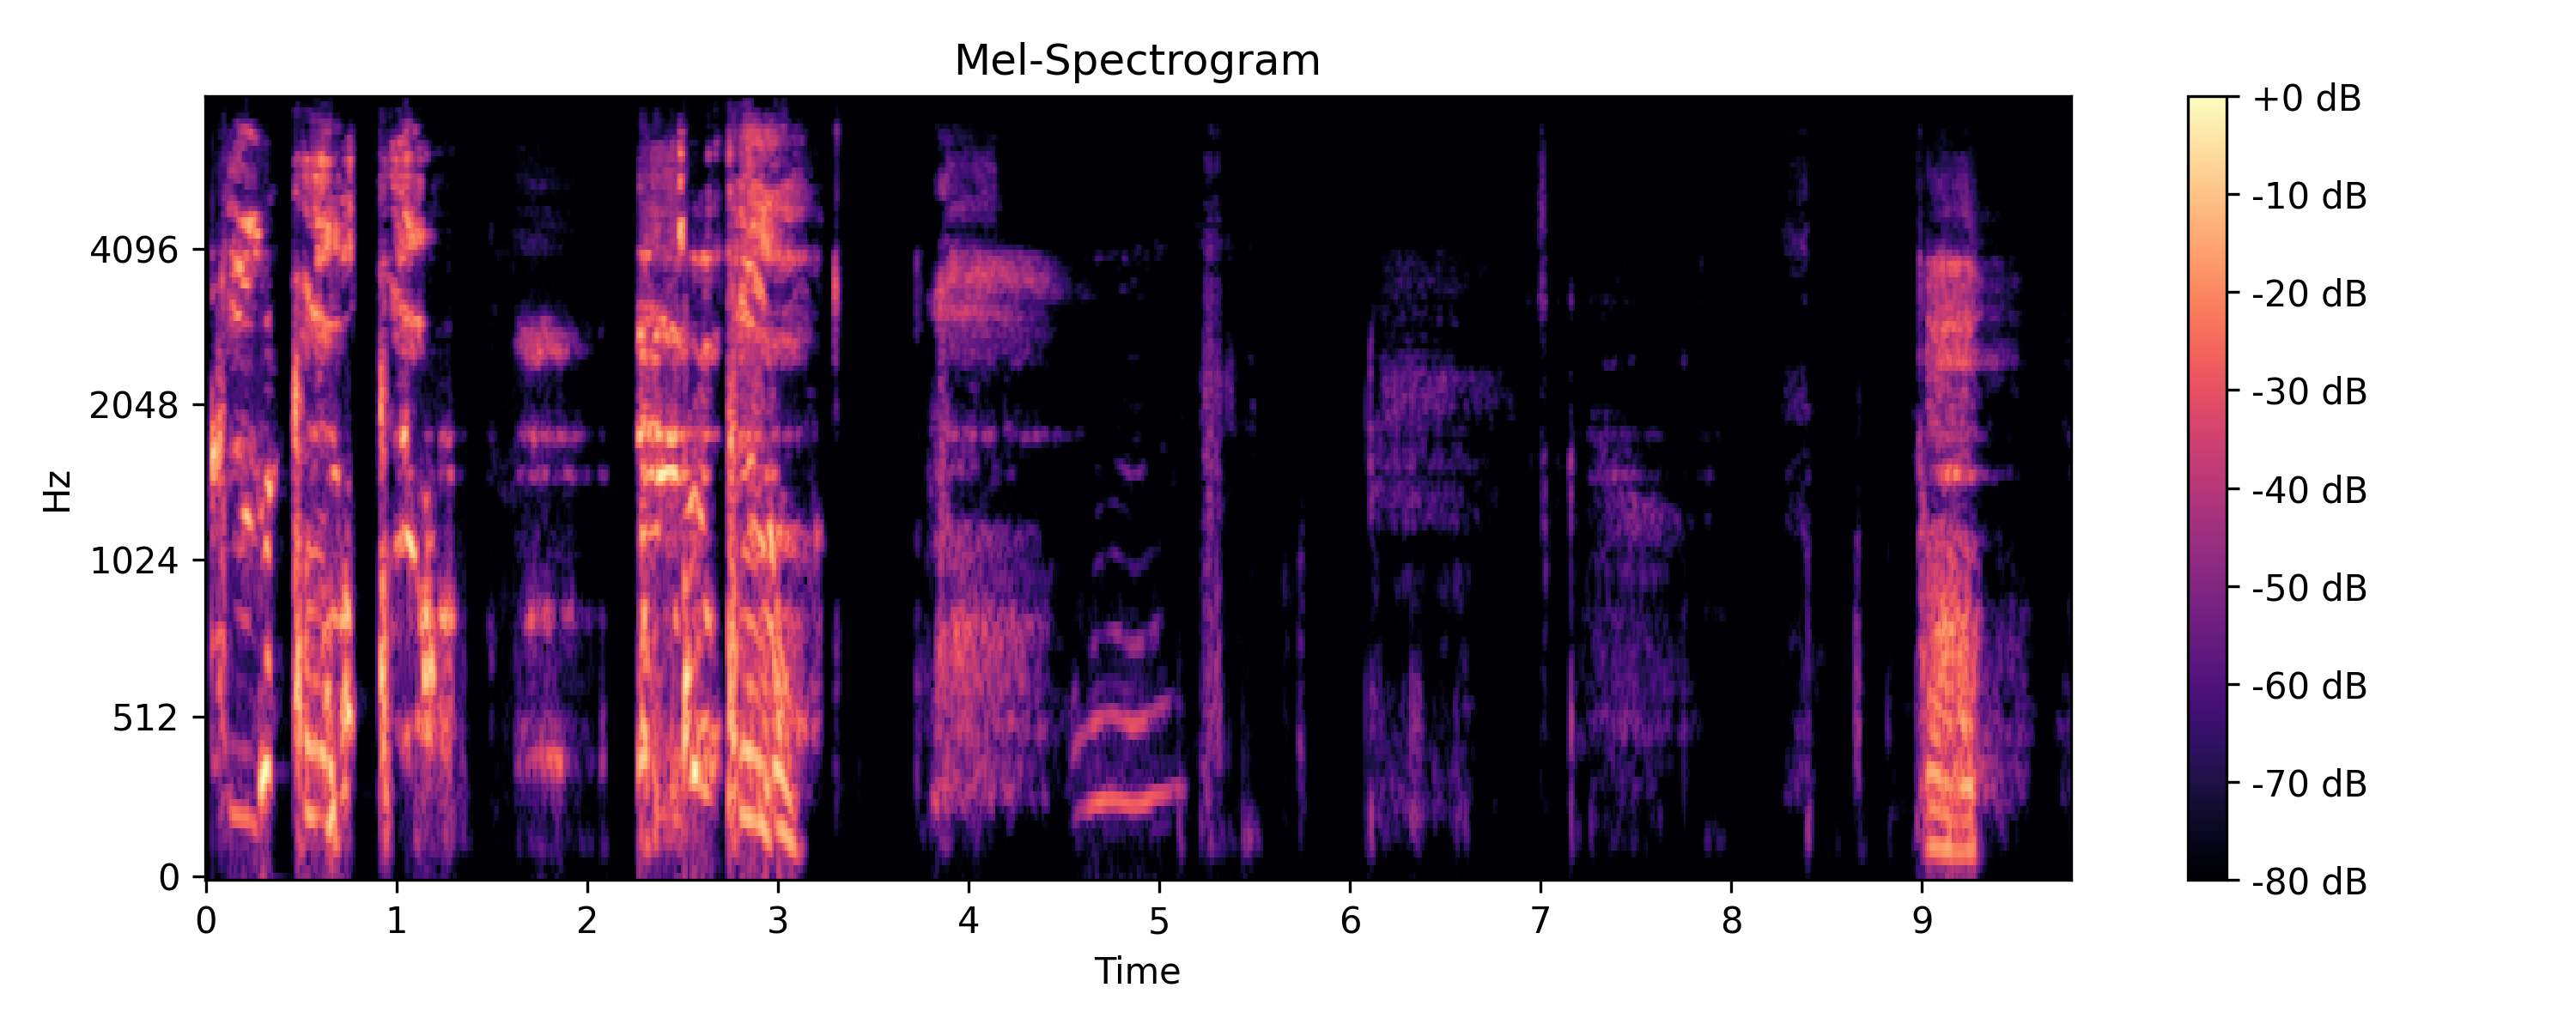 Mel-Spectrogram
Hz
4096
2048
1024
512
0
0 1 2 3 4 5 6 7 8 9
Time
+0 dB
-10 dB
-20 dB
-30 dB
-40 dB
-50 dB
-60 dB
-70 dB
-80 dB